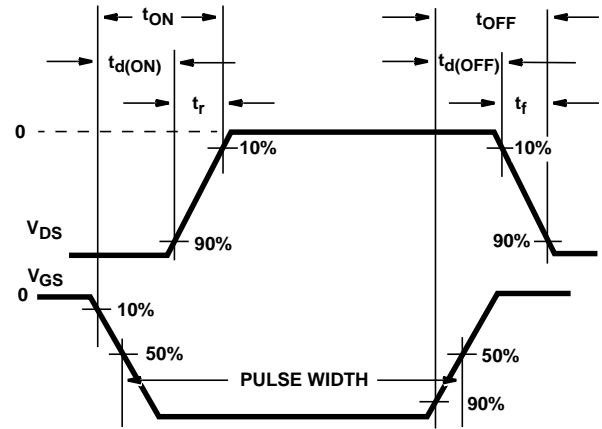 tON tOFF
td(ON) td(OFF)
tr tf
0
10% 10%
VDS
90% 90%
VGS
0
10%
50% 50%
PULSE WIDTH
90%